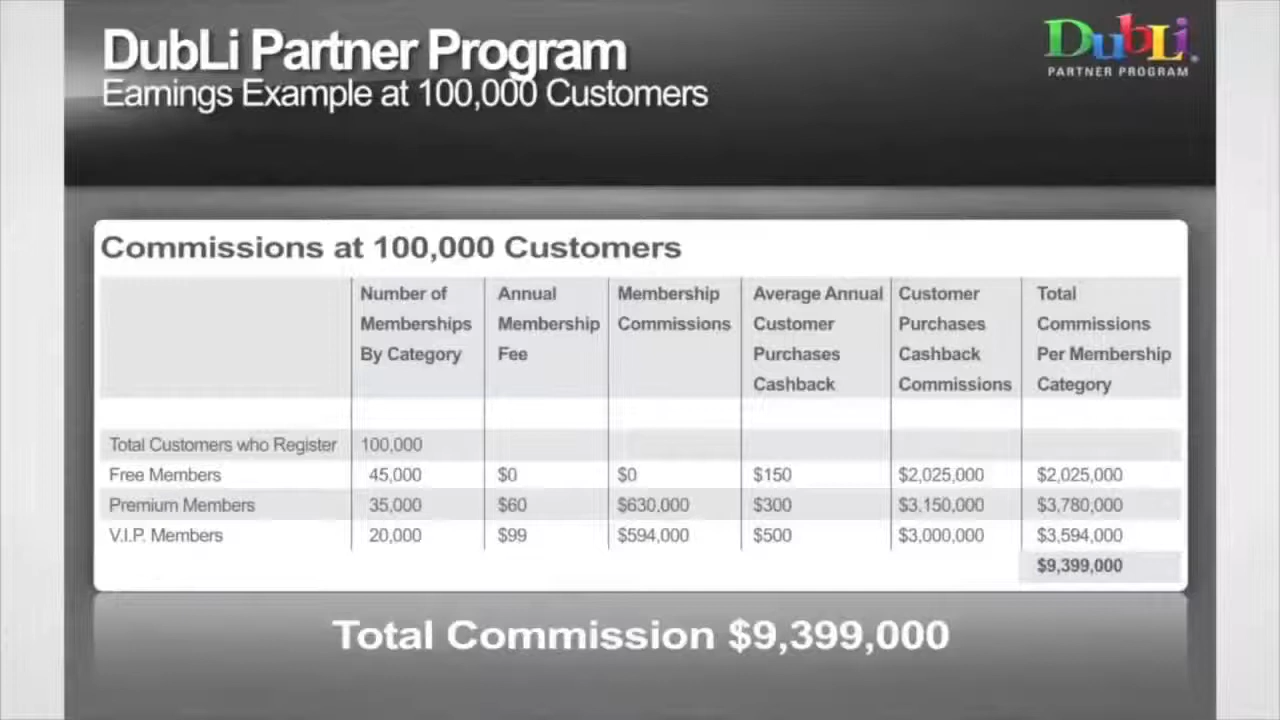 DubLi Partner Program
Earnings Example at 100,000 Customers
DubLi
PARTNER PROGRAM
Commissions at 100,000 Customers
Number of Memberships By Category
Annual Membership Fee
Membership Commissions
Average Annual Customer Purchases Cashback
Customer Purchases Cashback Commissions
Total Commissions Per Membership Category
Total Customers who Register 100,000
Free Members 45,000 $0 $0 $150 $2,025,000 $2,025,000
Premium Members 35,000 $60 $630,000 $300 $3,150,000 $3,780,000
V.I.P. Members 20,000 $99 $594,000 $500 $3,000,000 $3,594,000
$9,399,000
Total Commission $9,399,000